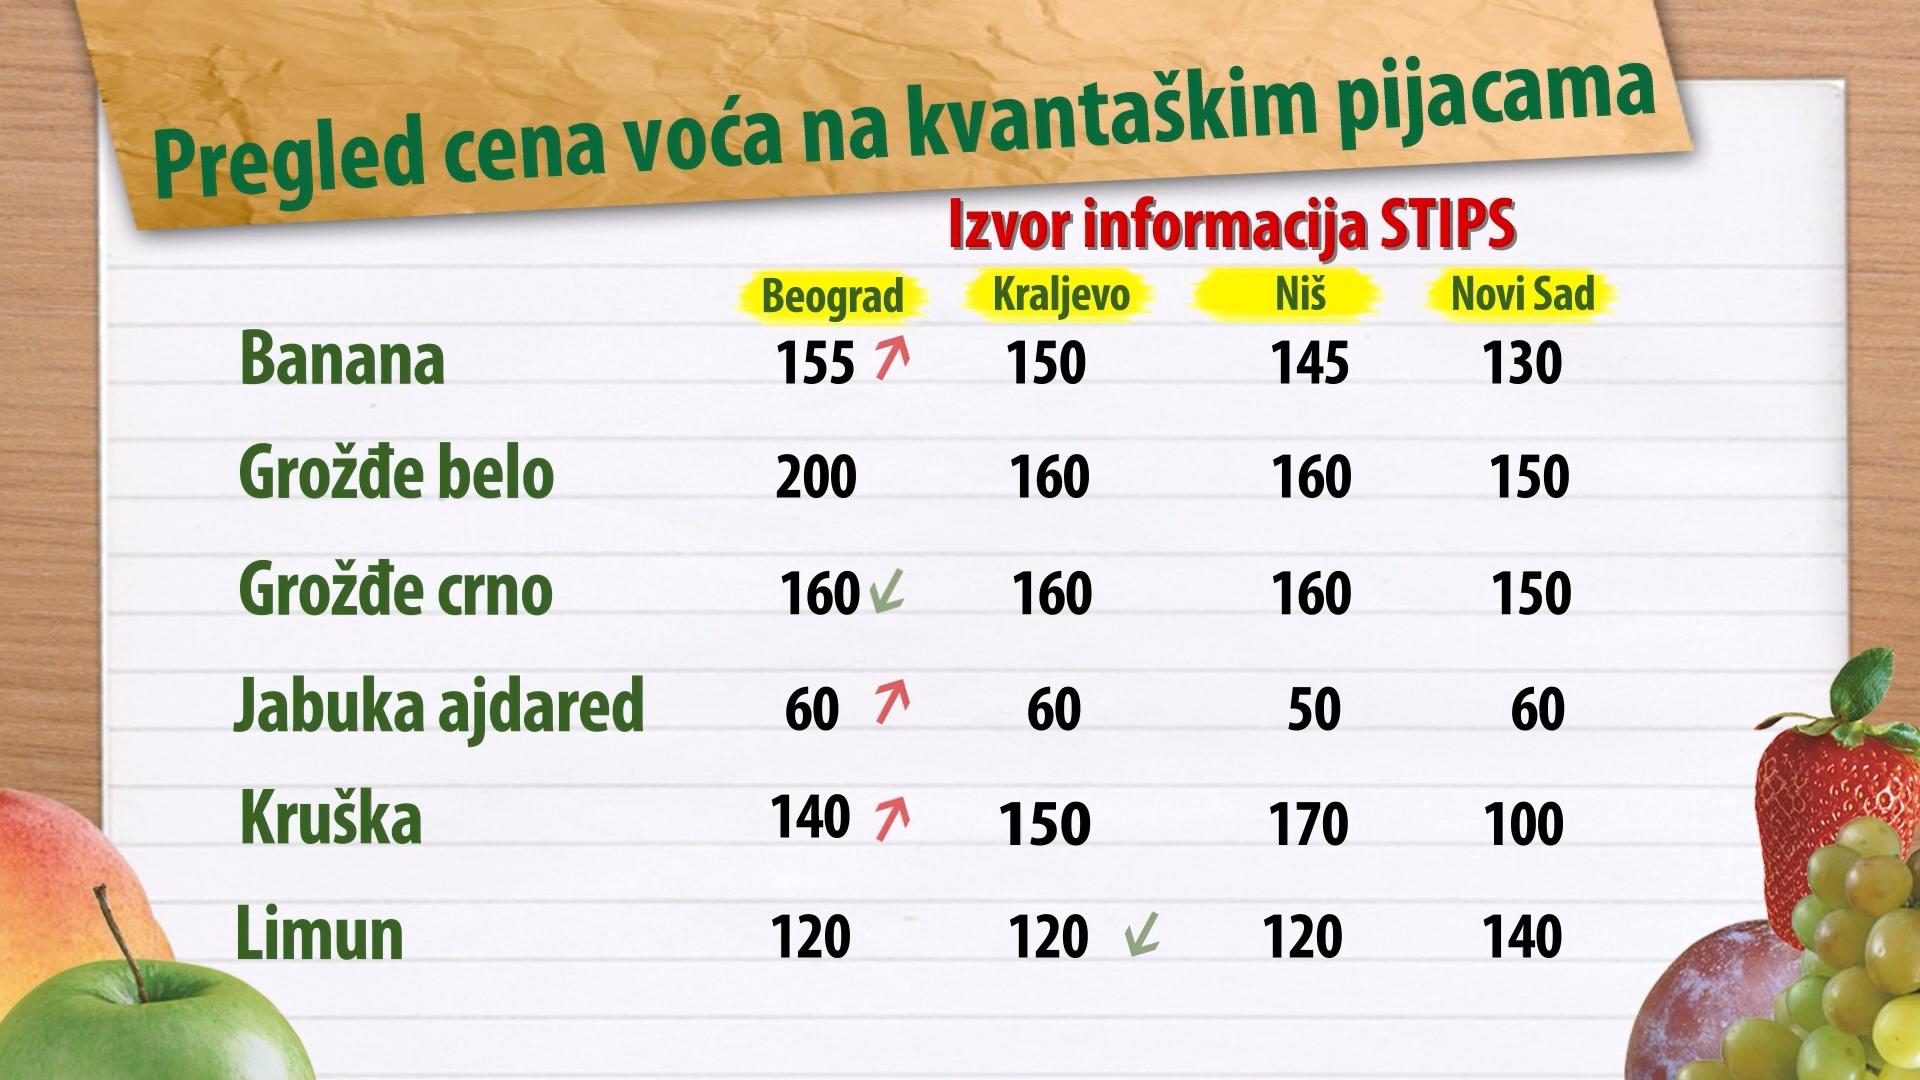 Pregled cena voća na kvantaškim pijacama
Izvor informacija STIPS
Beograd Kraljevo Niš Novi Sad
Banana 155 150 145 130
Grožđe belo 200 160 160 150
Grožđe crno 160 160 160 150
Jabuka ajdared 60 60 50 60
Kruška 140 150 170 100
Limun 120 120 120 140